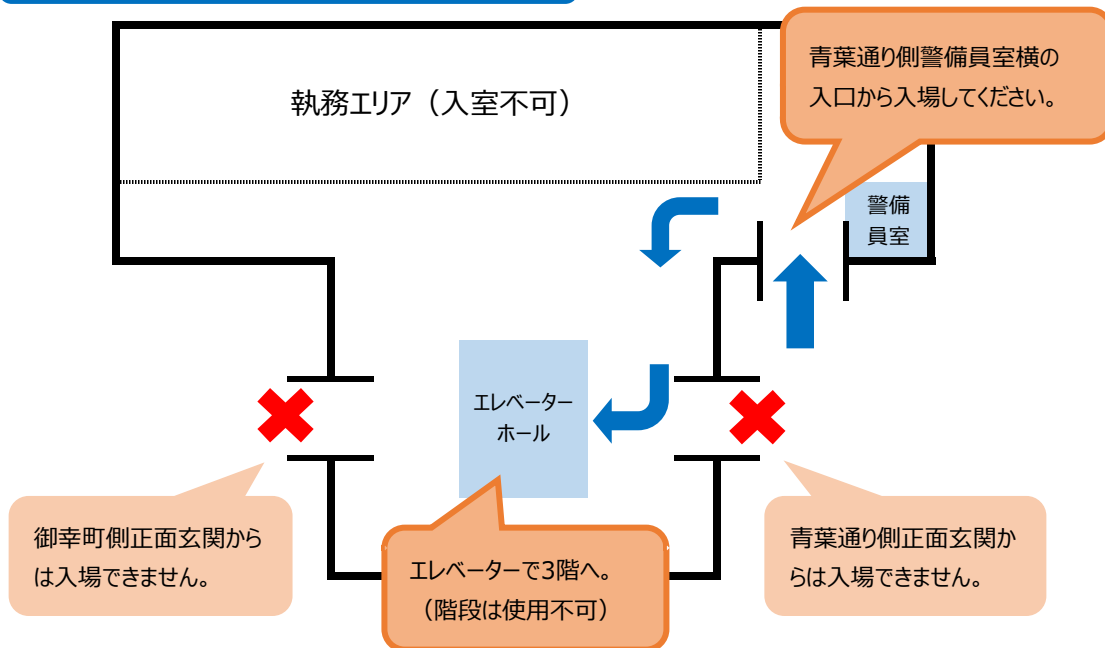 執務エリア（入室不可）
青葉通り側警備員室横の
入口から入場してください。
警備
員室
エレベーター
ホール
御幸町側正面玄関から
は入場できません。
エレベーターで3階へ。
（階段は使用不可）
青葉通り側正面玄関か
らは入場できません。